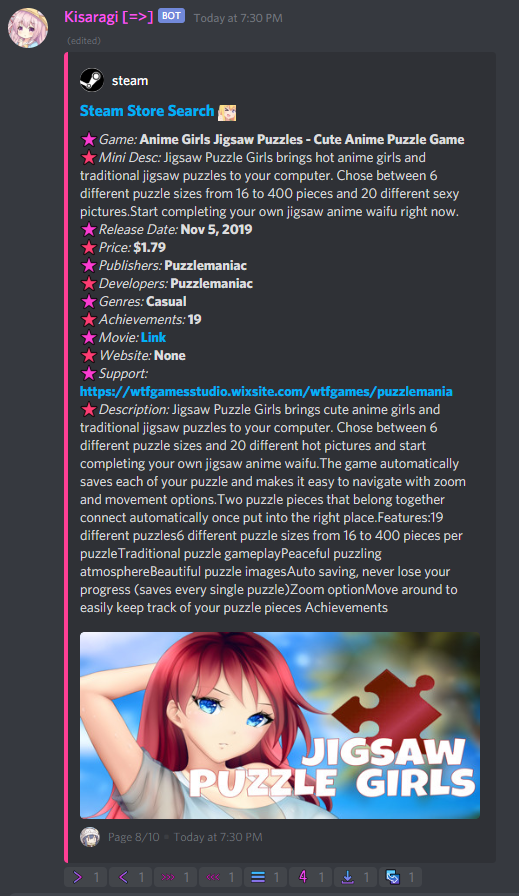 Kisaragi [=>] BOT Today at 7:30 PM
(edited)
steam
Steam Store Search
Game: Anime Girls Jigsaw Puzzles - Cute Anime Puzzle Game
Mini Desc: Jigsaw Puzzle Girls brings hot anime girls and
traditional jigsaw puzzles to your computer. Chose between 6
different puzzle sizes from 16 to 400 pieces and 20 different sexy
pictures.Start completing your own jigsaw anime waifu right now.
Release Date: Nov 5, 2019
Price: $1.79
Publishers: Puzzlemaniac
Developers: Puzzlemaniac
Genres: Casual
Achievements: 19
Movie: Link
Website: None
Support:
https://wtfgamesstudio.wixsite.com/wtfgames/puzzlemania
Description: Jigsaw Puzzle Girls brings cute anime girls and
traditional jigsaw puzzles to your computer. Chose between 6
different puzzle sizes and 20 different hot pictures and start
completing your own jigsaw anime waifu.The game automatically
saves each of your puzzle and makes it easy to navigate with zoom
and movement options.Two puzzle pieces that belong together
connect automatically once put into the right place.Features:19
different puzzles6 different puzzle sizes from 16 to 400 pieces per
puzzleTraditional puzzle gameplayPeaceful puzzling
atmosphereBeautiful puzzle imagesAuto saving, never lose your
progress (saves every single puzzle)Zoom optionMove around to
easily keep track of your puzzle pieces Achievements
JIGSAW
PUZZLE GIRLS
Page 8/10 • Today at 7:30 PM
1 1 1 1 1 4 1 1 1